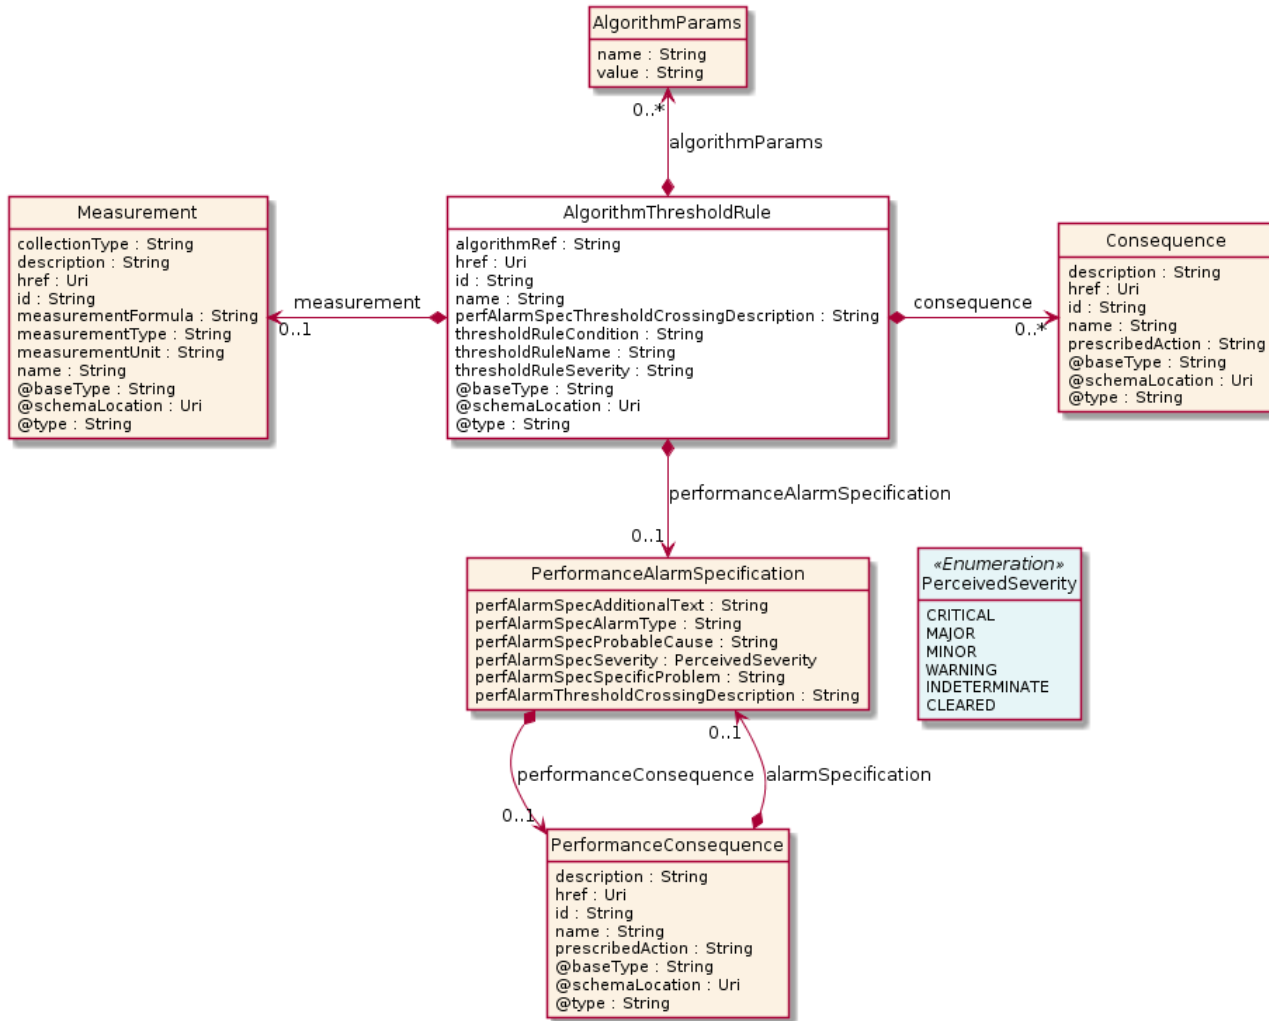 AlgorithmParams
name : String
value : String
0..*
algorithmParams
Measurement
collectionType : String
description : String
href : Uri
id : String
measurementFormula : String
measurementType : String
measurementUnit : String
name : String
@baseType : String
@schemaLocation : Uri
@type : String
measurement
0..1
AlgorithmThresholdRule
algorithmRef : String
href : Uri
id : String
name : String
perfAlarmSpecThresholdCrossingDescription : String
thresholdRuleCondition : String
thresholdRuleName : String
thresholdRuleSeverity : String
@baseType : String
@schemaLocation : Uri
@type : String
consequence
0..*
Consequence
description : String
href : Uri
id : String
name : String
prescribedAction : String
@baseType : String
@schemaLocation : Uri
@type : String
performanceAlarmSpecification
0..1
PerformanceAlarmSpecification
perfAlarmSpecAdditionalText : String
perfAlarmSpecAlarmType : String
perfAlarmSpecProbableCause : String
perfAlarmSpecSeverity : PerceivedSeverity
perfAlarmSpecSpecificProblem : String
perfAlarmThresholdCrossingDescription : String
«Enumeration»
PerceivedSeverity
CRITICAL
MAJOR
MINOR
WARNING
INDETERMINATE
CLEARED
0..1
performanceConsequence
alarmSpecification
0..1
PerformanceConsequence
description : String
href : Uri
id : String
name : String
prescribedAction : String
@baseType : String
@schemaLocation : Uri
@type : String